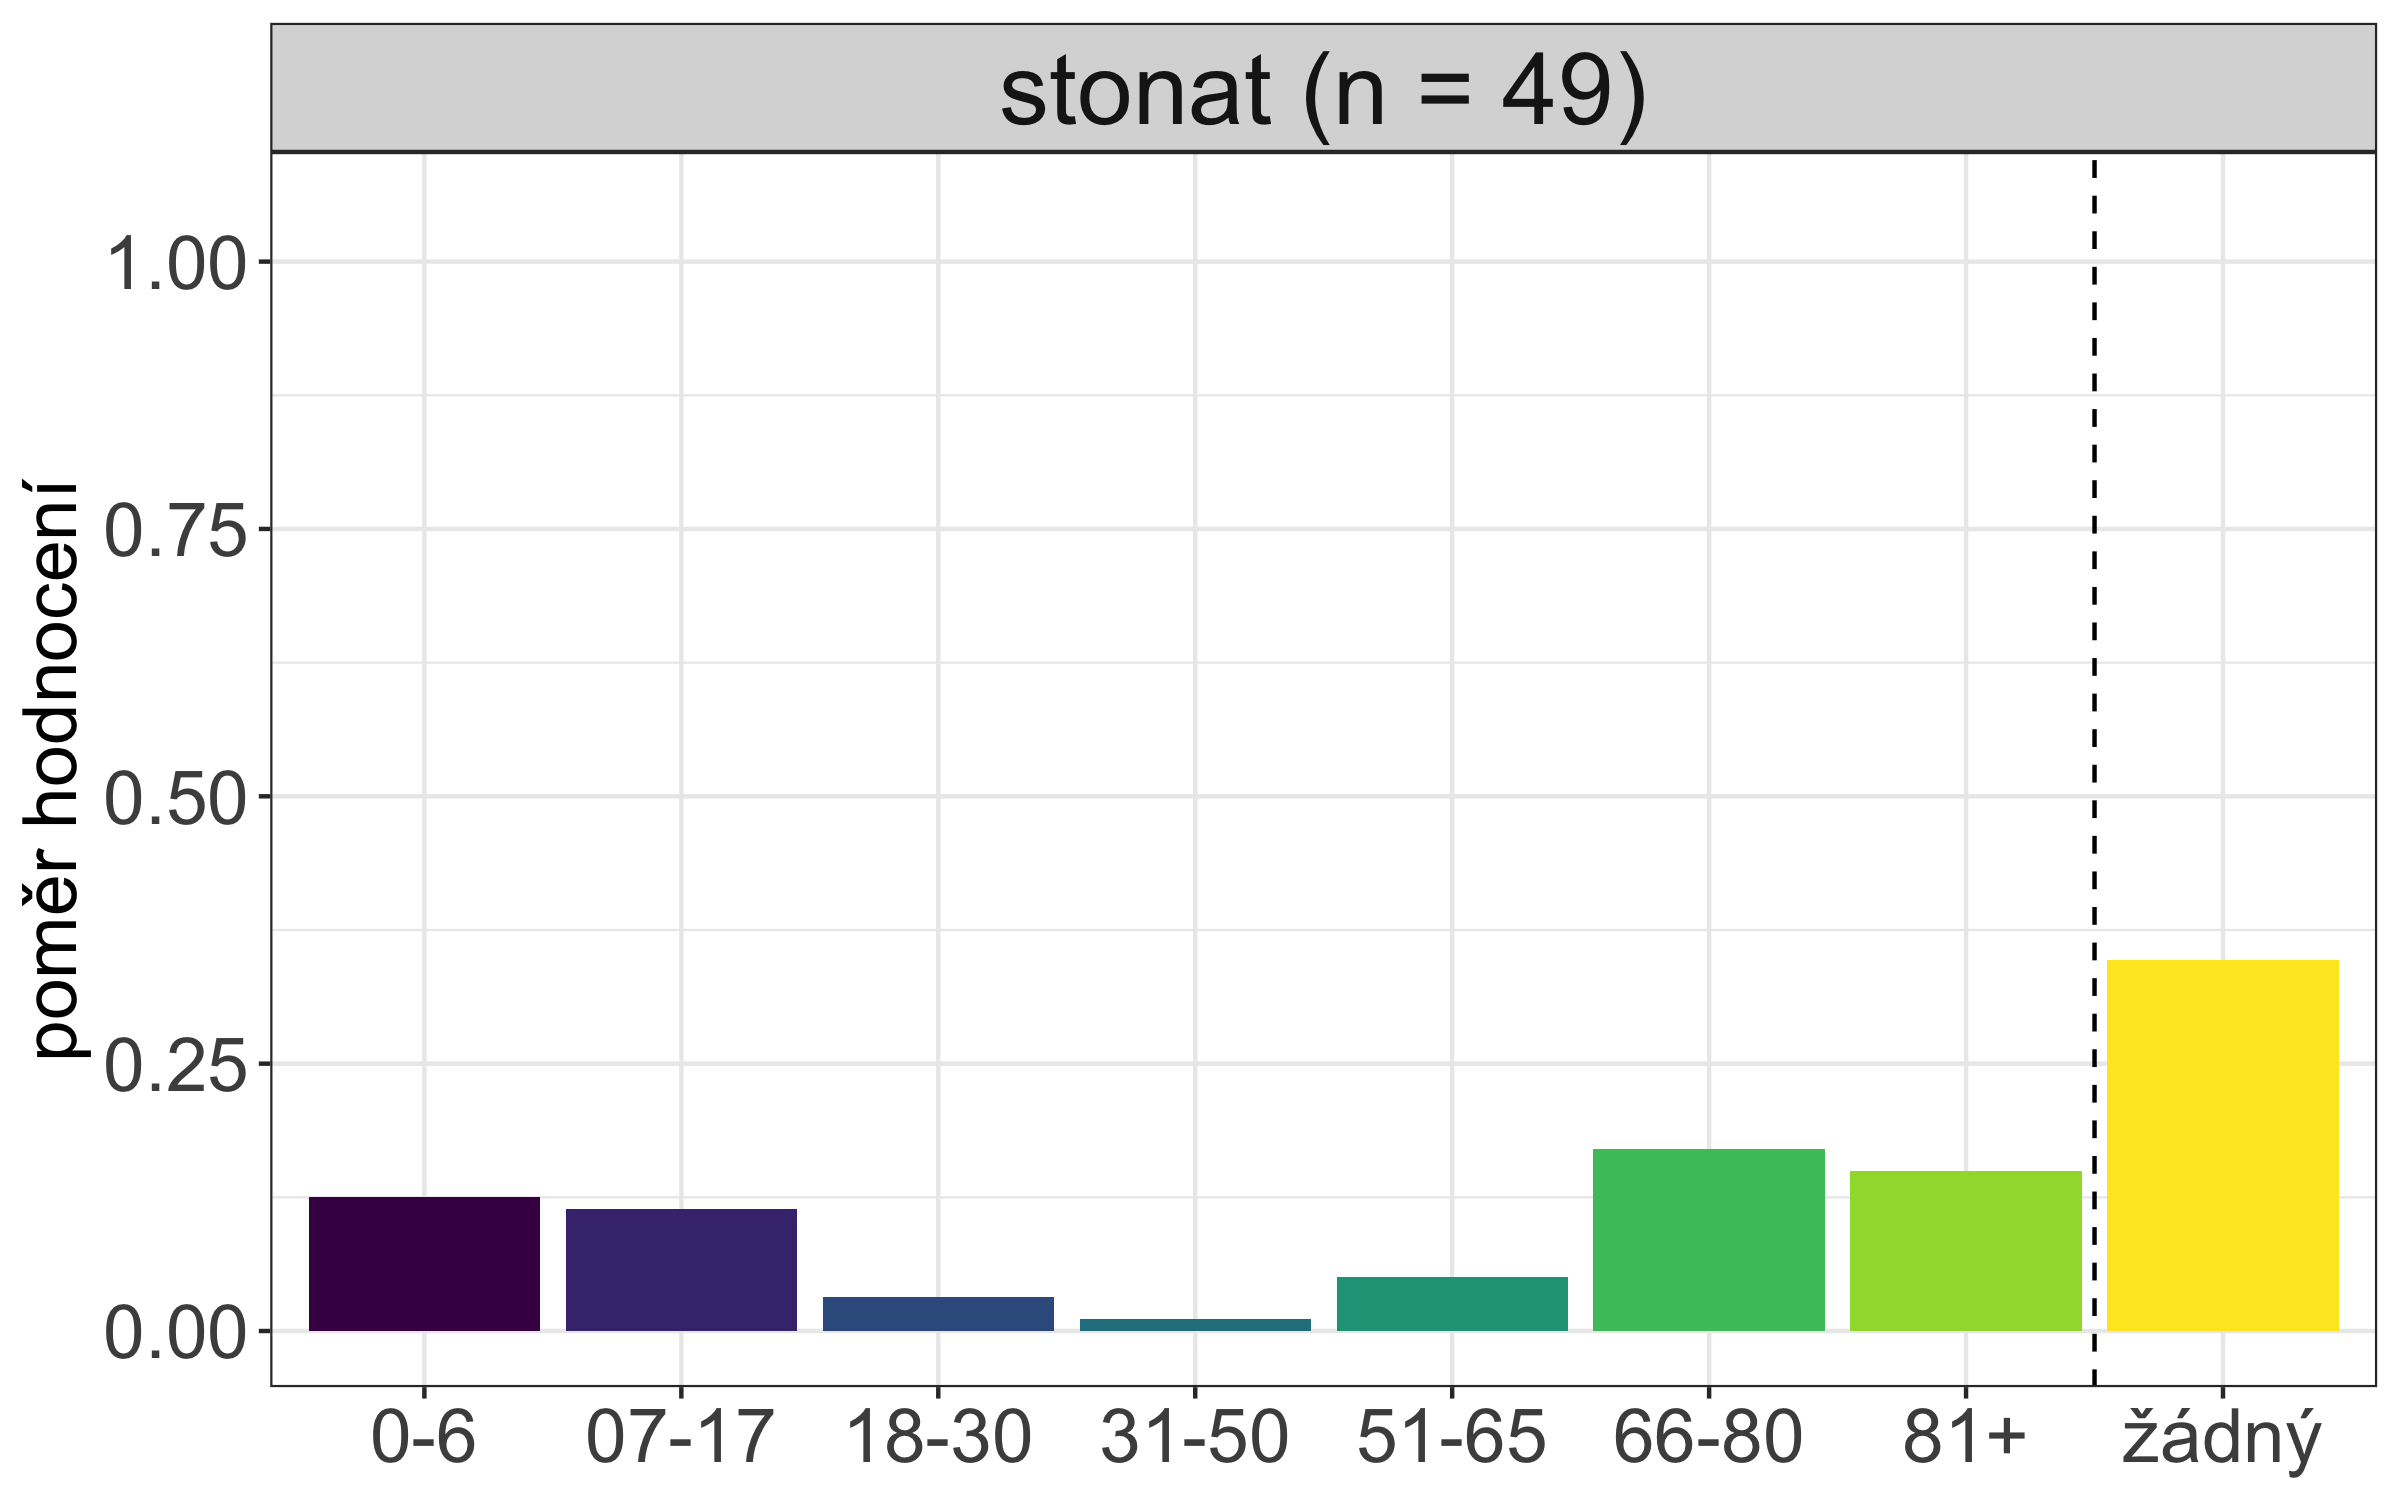 stonat (n = 49)
poměr hodnocení
1.00
0.75
0.50
0.25
0.00
0-6 07-17 18-30 31-50 51-65 66-80 81+ žádný